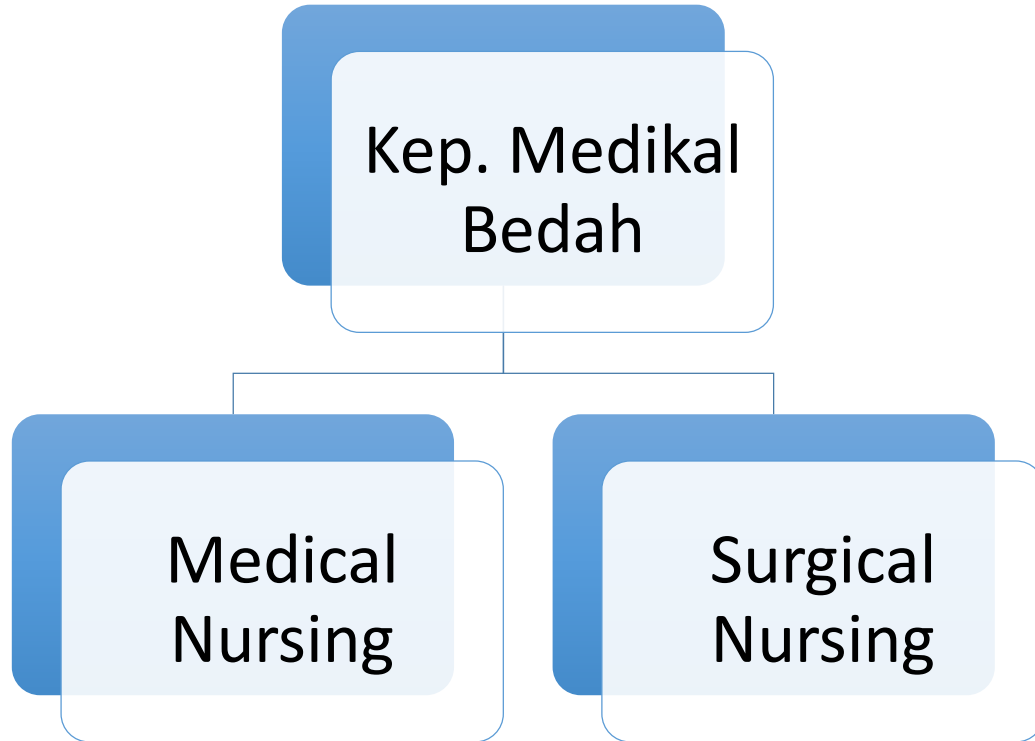 Kep. Medikal
Bedah
Medical
Nursing
Surgical
Nursing